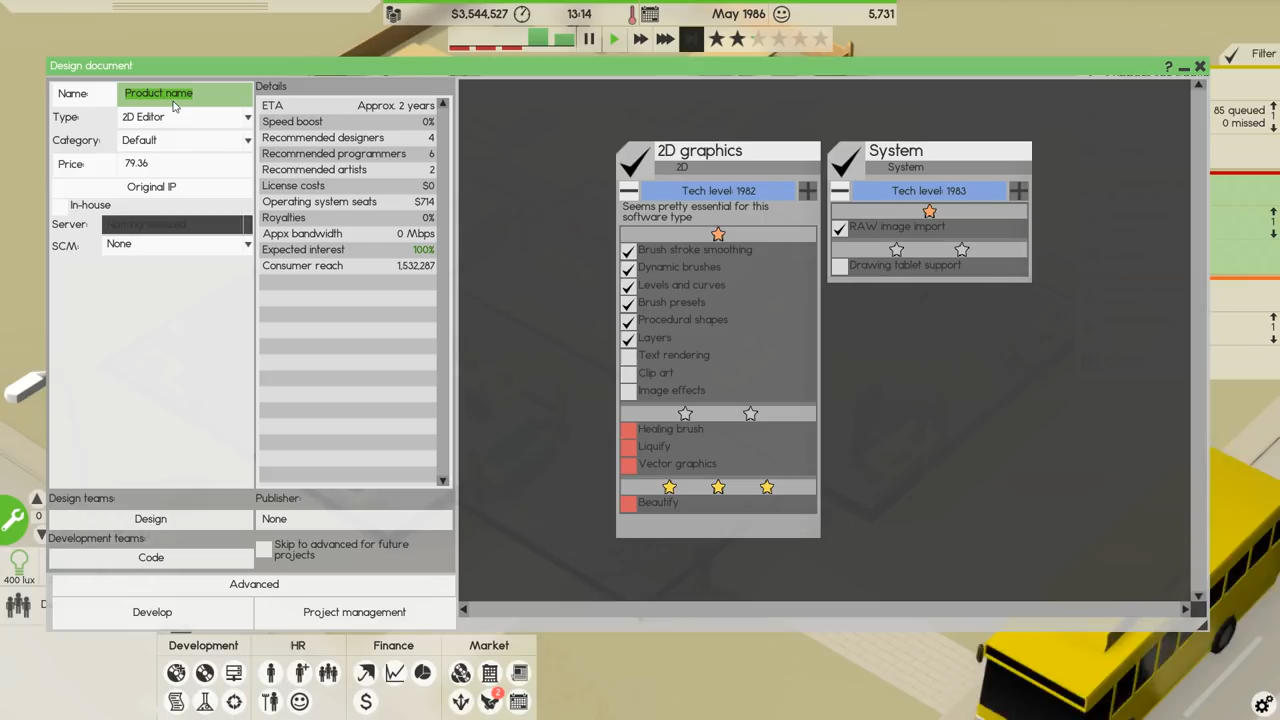 $3,544,527
13:14
May 1986
5,731
Design document
?
Filter
Name:
Product name
Type:
2D Editor
Category:
Default
Price:
79.36
Original IP
In-house
Server:
SCM:
None
Details
ETA Approx. 2 years
Speed boost 0%
Recommended designers 4
Recommended programmers 6
Recommended artists 2
License costs $0
Operating system seats $714
Royalties 0%
Appx bandwidth 0 Mbps
Expected interest 100%
Consumer reach 1,532,287
2D graphics
2D
Tech level: 1982
Seems pretty essential for this
software type
Brush stroke smoothing
Dynamic brushes
Levels and curves
Brush presets
Procedural shapes
Layers
Text rendering
Clip art
Image effects
Healing brush
Liquify
Vector graphics
Beautify
System
System
Tech level: 1983
RAW image import
Drawing tablet support
85 queued
0 missed
1
1
1
Design teams:
Design
Development teams:
Code
Publisher:
None
Skip to advanced for future
projects
Advanced
Develop
Project management
0
400 lux
Development
HR
Finance
Market
2